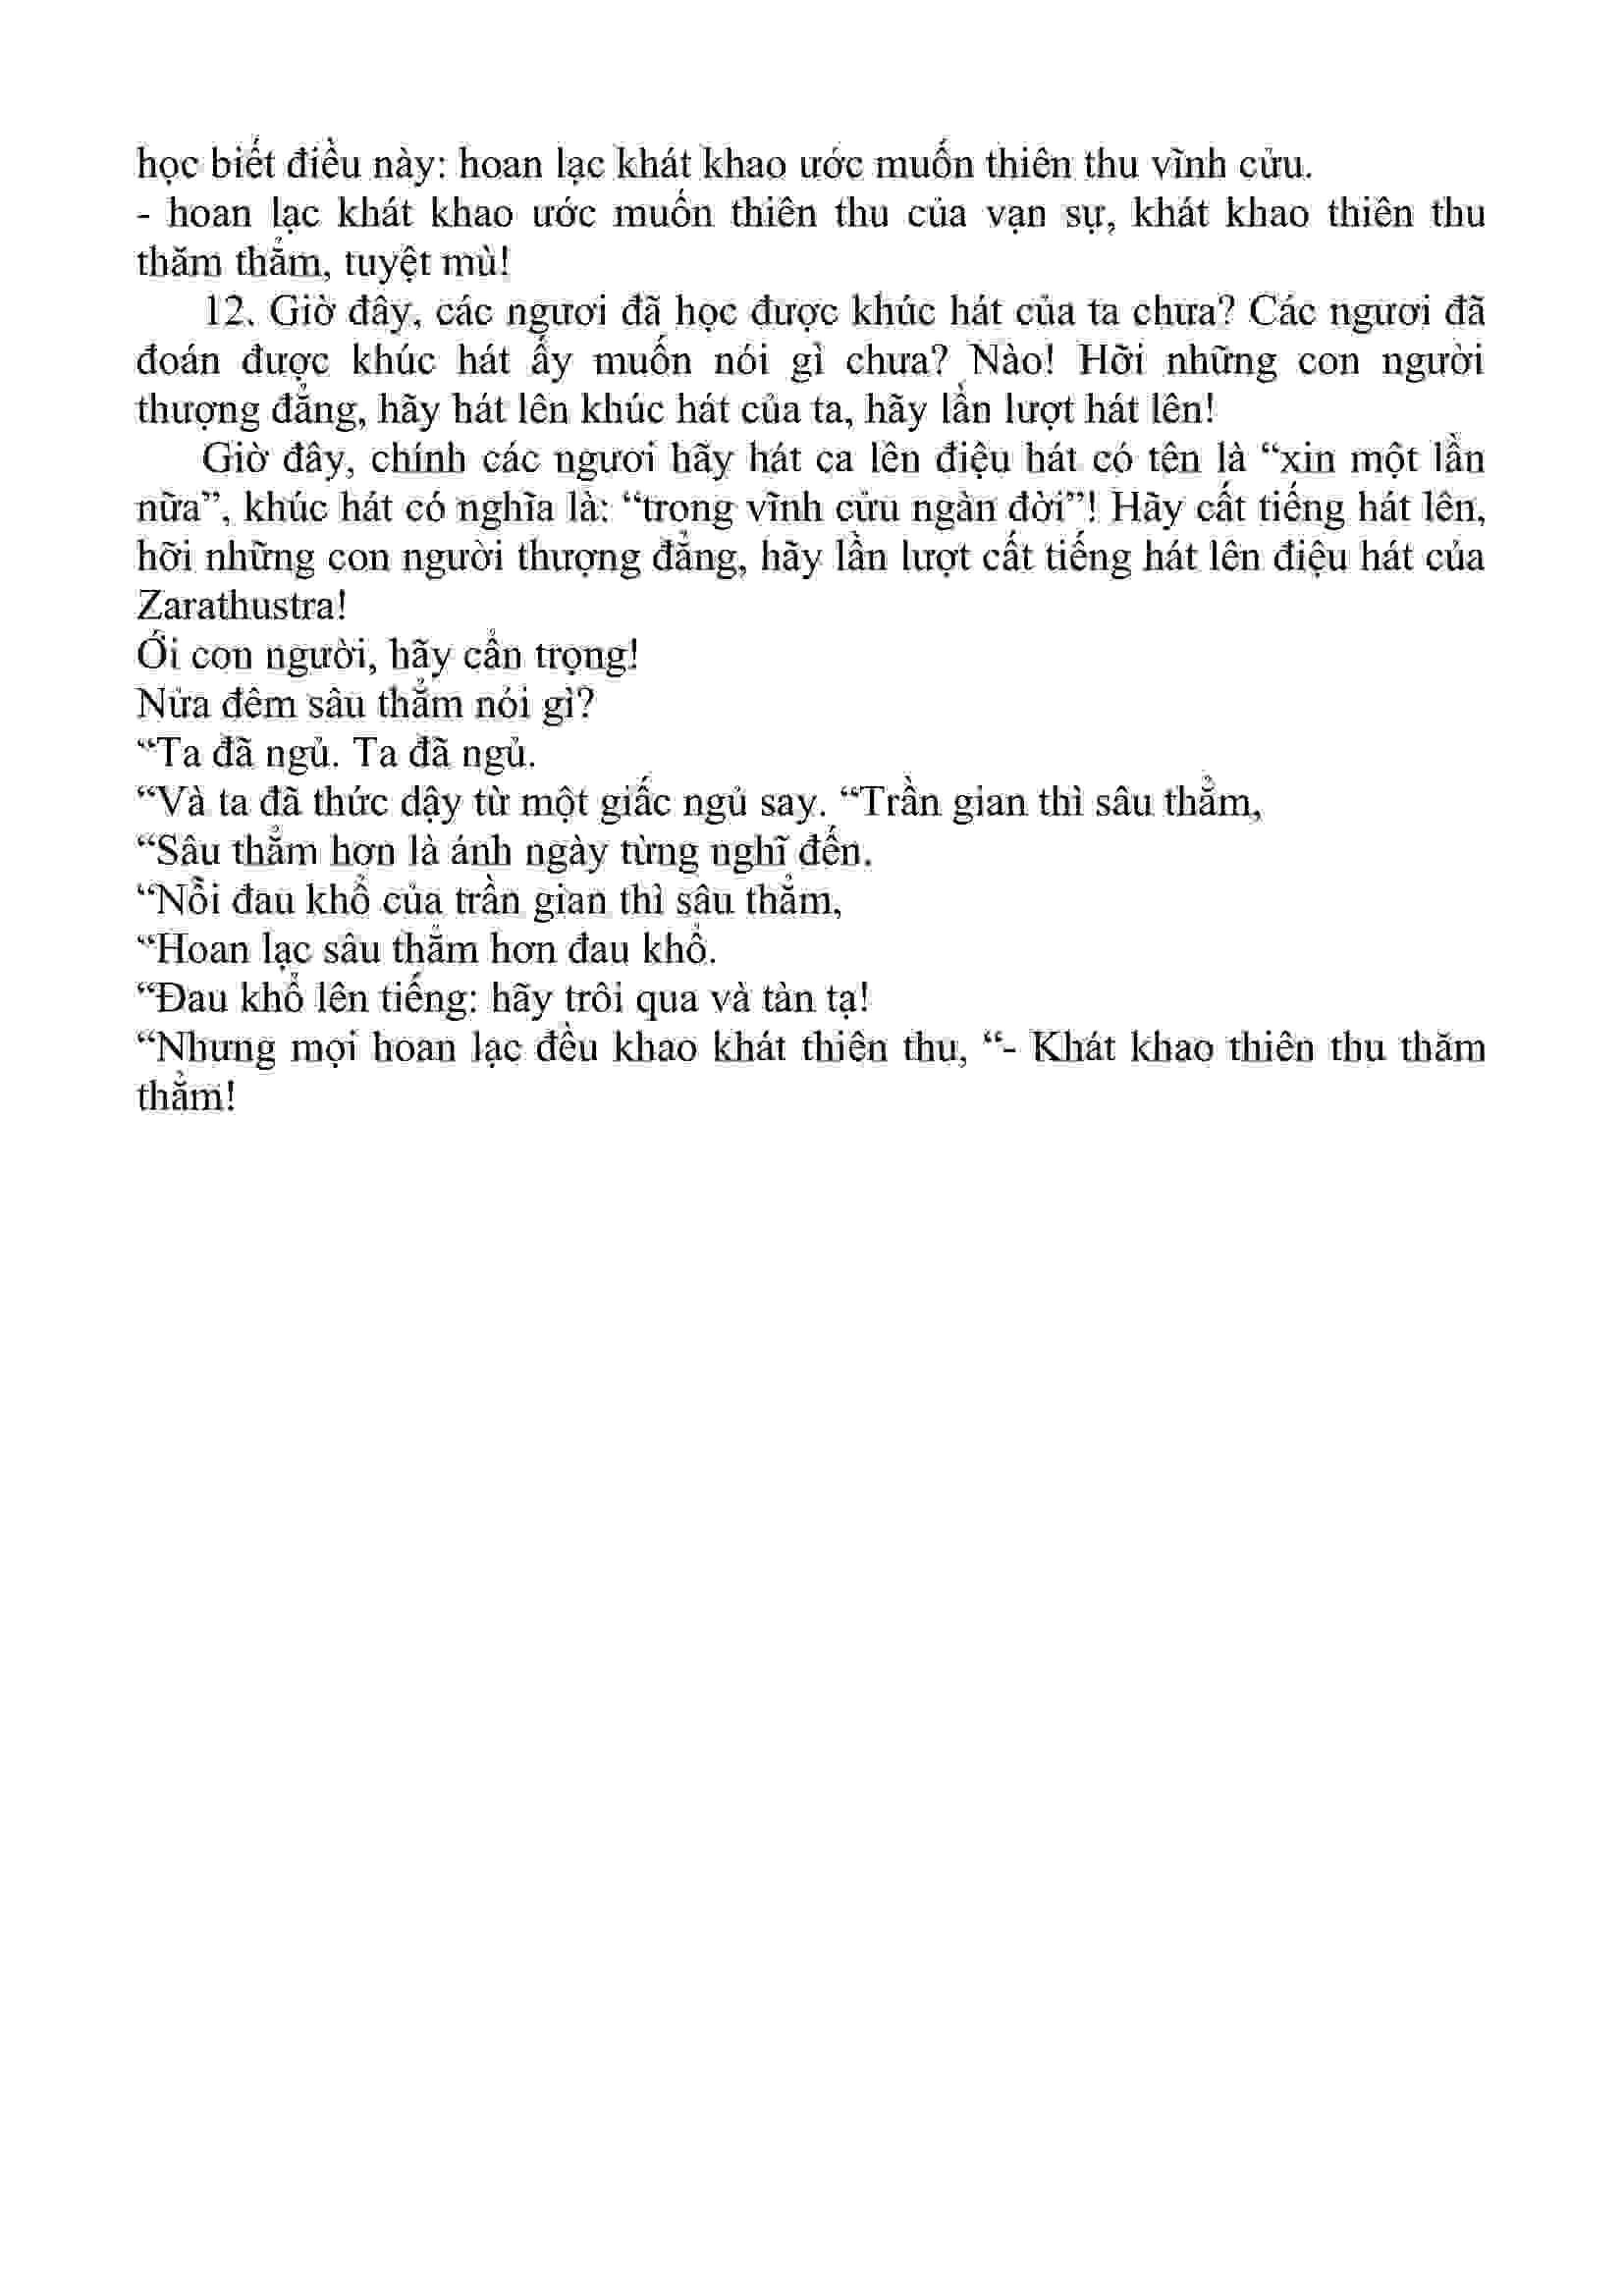 học biết điều này: hoan lạc khát khao ước muốn thiên thu vĩnh cửu.
- hoan lạc khát khao ước muốn thiên thu của vạn sự, khát khao thiên thu
thăm thẳm, tuyệt mù!
12. Giờ đây, các ngươi đã học được khúc hát của ta chưa? Các ngươi đã
đoán được khúc hát ấy muốn nói gì chưa? Nào! Hỡi những con người
thượng đẳng, hãy hát lên khúc hát của ta, hãy lần lượt hát lên!
Giờ đây, chính các ngươi hãy hát ca lên điệu hát có tên là “xin một lần
nữa”, khúc hát có nghĩa là: “trong vĩnh cửu ngàn đời”! Hãy cất tiếng hát lên,
hỡi những con người thượng đẳng, hãy lần lượt cất tiếng hát lên điệu hát của
Zarathustra!
Ới con người, hãy cẩn trọng!
Nửa đêm sâu thẳm nói gì?
“Ta đã ngủ. Ta đã ngủ.
“Và ta đã thức dậy từ một giấc ngủ say. “Trần gian thì sâu thẳm,
“Sâu thẳm hơn là ánh ngày từng nghĩ đến.
“Nỗi đau khổ của trần gian thì sâu thẳm,
“Hoan lạc sâu thẳm hơn đau khổ.
“Đau khổ lên tiếng: hãy trôi qua và tàn tạ!
“Nhưng mọi hoan lạc đều khao khát thiên thu, “- Khát khao thiên thu thăm
thẳm!